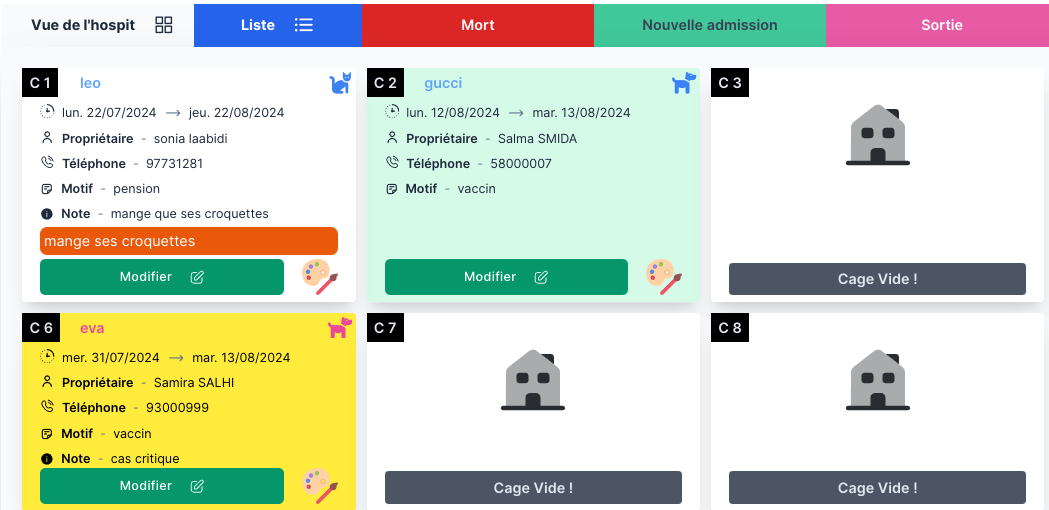 Vue de l'hospit
Liste
Mort
Nouvelle admission
Sortie
C 1
leo
lun. 22/07/2024 → jeu. 22/08/2024
Propriétaire - sonia laabidi
Téléphone - 97731281
Motif - pension
Note - mange que ses croquettes
mange ses croquettes
Modifier
C 2
gucci
lun. 12/08/2024 → mar. 13/08/2024
Propriétaire - Salma SMIDA
Téléphone - 58000007
Motif - vaccin
Modifier
C 3
Cage Vide !
C 6
eva
mer. 31/07/2024 → mar. 13/08/2024
Propriétaire - Samira SALHI
Téléphone - 93000999
Motif - vaccin
Note - cas critique
Modifier
C 7
Cage Vide !
C 8
Cage Vide !